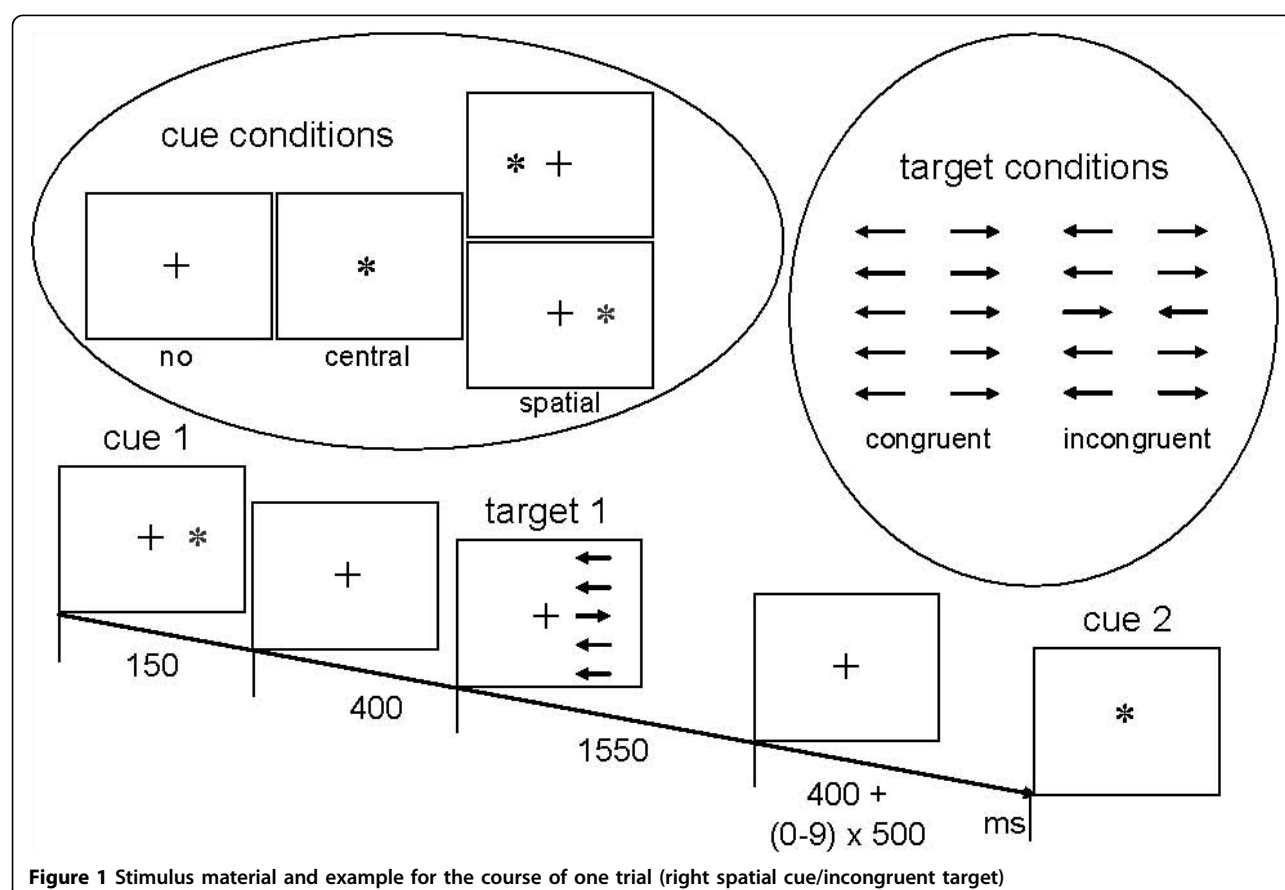 cue conditions
no
central
spatial
target conditions
congruent
incongruent
cue 1
target 1
cue 2
150
400
1550
400 +
(0-9) x 500
ms
Figure 1 Stimulus material and example for the course of one trial (right spatial cue/incongruent target)